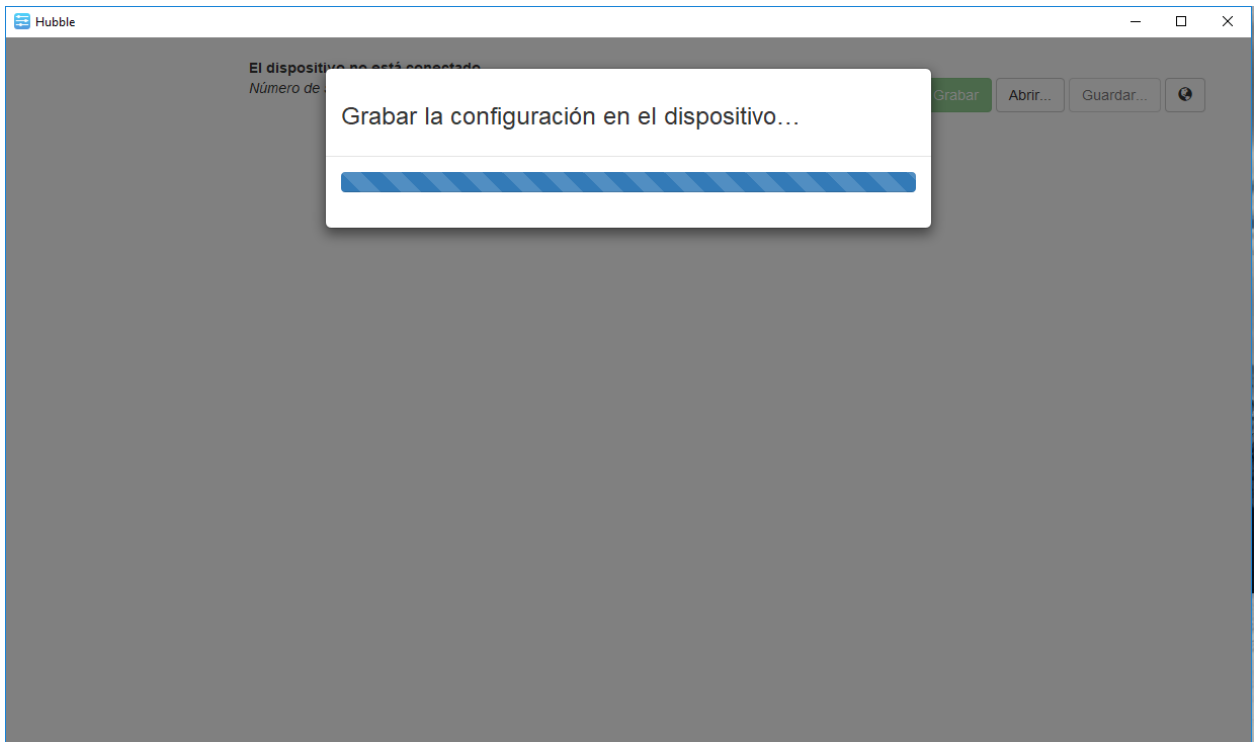 Hubble
El dispositivo no está conectado
Número de
Grabar Abrir... Guardar...
Grabar la configuración en el dispositivo…